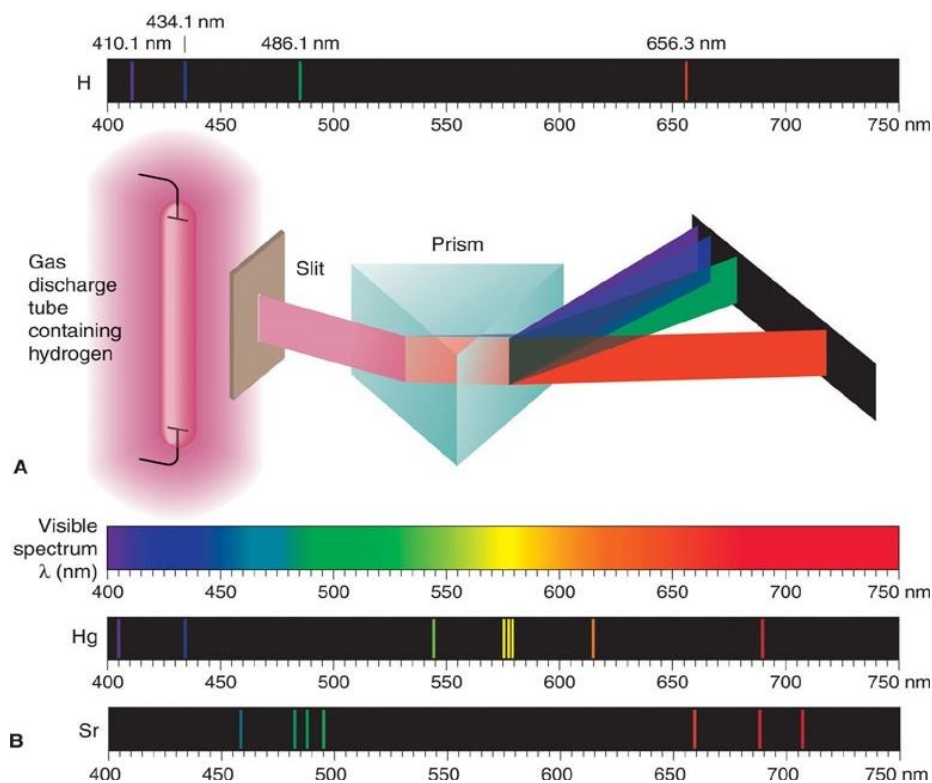 434.1 nm
410.1 nm 486.1 nm 656.3 nm
H
400 450 500 550 600 650 700 750 nm
Gas
discharge
tube
containing
hydrogen
Slit
Prism
A
Visible
spectrum
λ (nm)
400 450 500 550 600 650 700 750 nm
Hg
400 450 500 550 600 650 700 750 nm
Sr
B
400 450 500 550 600 650 700 750 nm